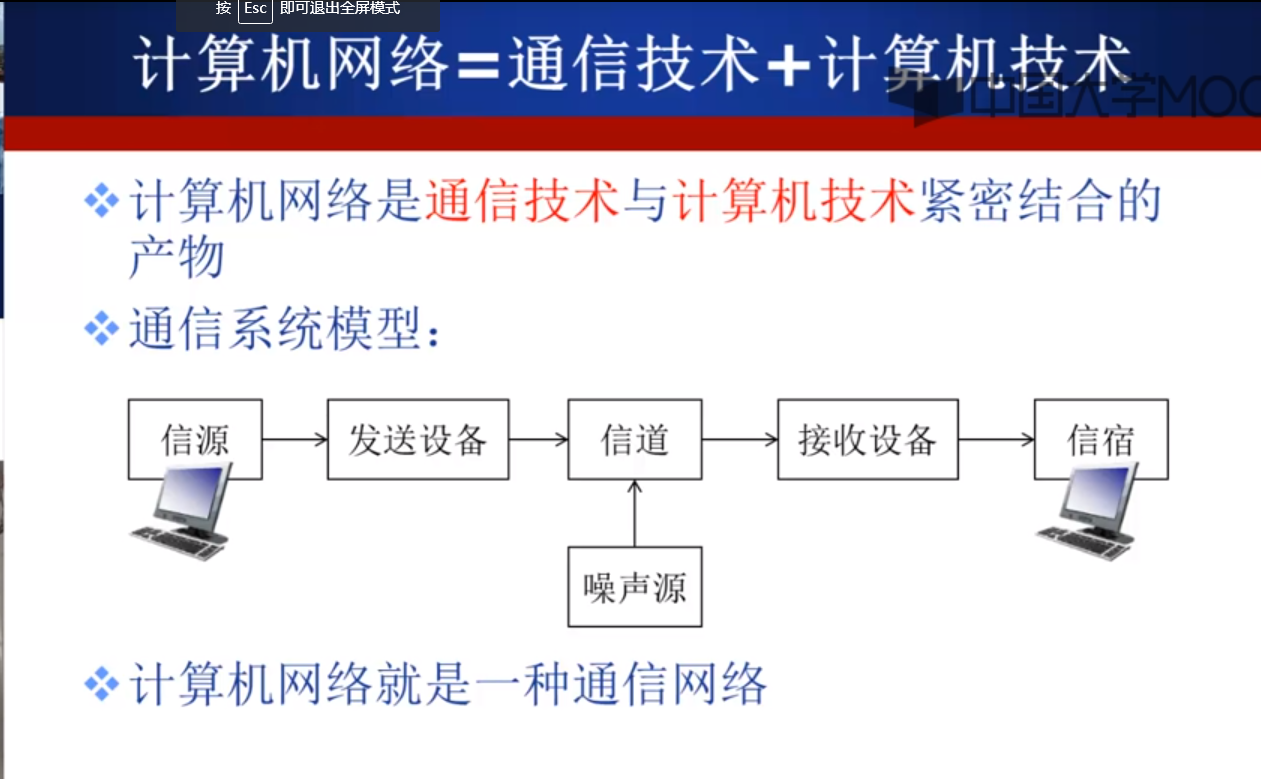 按 Esc 即可退出全屏模式
计算机网络=通信技术+计算机技术
中国大学MOO
计算机网络是通信技术与计算机技术紧密结合的
产物
通信系统模型：
信源 发送设备 信道 接收设备 信宿
噪声源
计算机网络就是一种通信网络